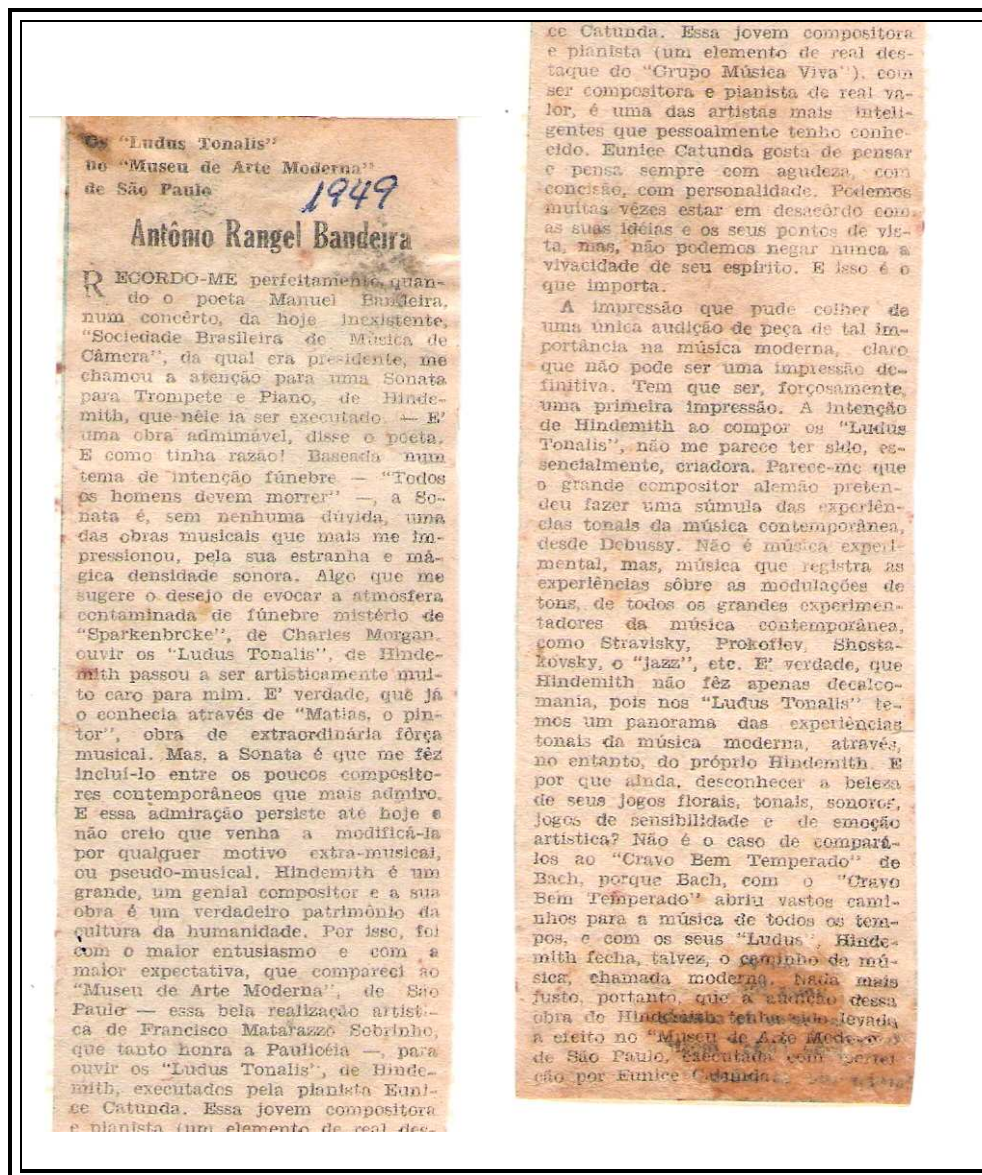 Os "Ludus Tonalis"
no "Museu de Arte Moderna"
de São Paulo
1949
Antônio Rangel Bandeira
RECORDO-ME perfeitamente, quan-
do o poeta Manuel Bandeira,
num concêrto, da hoje inexistente,
"Sociedade Brasileira de Música de
Câmera", da qual era presidente, me
chamou a atenção para uma Sonata
para Trompete e Piano, de Hinde-
mith, que nêle ia ser executado. — E'
uma obra admimável, disse o poeta.
E como tinha razão! Baseada num
tema de intenção fúnebre — "Todos
os homens devem morrer" —, a So-
nata é, sem nenhuma dúvida, uma
das obras musicais que mais me im-
pressionou, pela sua estranha e má-
gica densidade sonora. Algo que me
sugere o desejo de evocar a atmosfera
contaminada de fúnebre mistério de
"Sparkenbrcke", de Charles Morgan.
ouvir os "Ludus Tonalis", de Hinde-
mith passou a ser artisticamente mui-
to caro para mim. E' verdade, que já
o conhecia através de "Matias, o pin-
tor", obra de extraordinária fôrça
musical. Mas, a Sonata é que me fêz
incluí-lo entre os poucos composito-
res contemporâneos que mais admiro.
E essa admiração persiste até hoje e
não creio que venha a modificá-la
por qualquer motivo extra-musical,
ou pseudo-musical. Hindemith é um
grande, um genial compositor e a sua
obra é um verdadeiro patrimônio da
cultura da humanidade. Por isso, foi
com o maior entusiasmo e com a
maior expectativa, que compareci ao
"Museu de Arte Moderna", de São
Paulo — essa bela realização artísti-
ca de Francisco Matarazzo Sobrinho,
que tanto honra a Paulicéia —, para
ouvir os "Ludus Tonalis", de Hinde-
mith, executados pela pianista Euni-
ce Catunda. Essa jovem compositora
e pianista (um elemento de real des-
ce Catunda. Essa jovem compositora
e pianista (um elemento de real des-
taque do "Grupo Música Viva"), com
ser compositora e pianista de real va-
lor, é uma das artistas mais inteli-
gentes que pessoalmente tenho conhe-
cido. Eunice Catunda gosta de pensar
e pensa sempre com agudeza, com
concisão, com personalidade. Podemos
muitas vêzes estar em desacôrdo com
as suas idéias e os seus pontos de vis-
ta, mas, não podemos negar nunca a
vivacidade de seu espírito. E isso é o
que importa.
A impressão que pude colher de
uma única audição de peça de tal im-
portância na música moderna, claro
que não pode ser uma impressão de-
finitiva. Tem que ser, forçosamente,
uma primeira impressão. A intenção
de Hindemith ao compor os "Ludus
Tonalis", não me parece ter sido, es-
sencialmente, criadora. Parece-me que
o grande compositor alemão preten-
deu fazer uma súmula das experiên-
cias tonais da música contemporânea,
desde Debussy. Não é música experi-
mental, mas, música que registra as
experiências sôbre as modulações de
tons, de todos os grandes experimen-
tadores da música contemporânea,
como Stravisky, Prokofiev, Shosta-
kovsky, o "jazz", etc. E' verdade, que
Hindemith não fêz apenas decalco-
mania, pois nos "Ludus Tonalis" te-
mos um panorama das experiências
tonais da música moderna, através,
no entanto, do próprio Hindemith. E
por que ainda, desconhecer a beleza
de seus jogos florais, tonais, sonoros,
jogos de sensibilidade e de emoção
artística? Não é o caso de compará-
los ao "Cravo Bem Temperado" de
Bach, porque Bach, com o "Cravo
Bem Temperado" abriu vastos cami-
nhos para a música de todos os tem-
pos, e com os seus "Ludus", Hinde-
mith fecha, talvez, o caminho da mú-
sica, chamada moderna. Nada mais
justo, portanto, que a audição dessa
obra de Hindemith tenha sido levada
a efeito no "Museu de Arte Moderna"
de São Paulo, executada com perfei-
ção por Eunice Catunda.